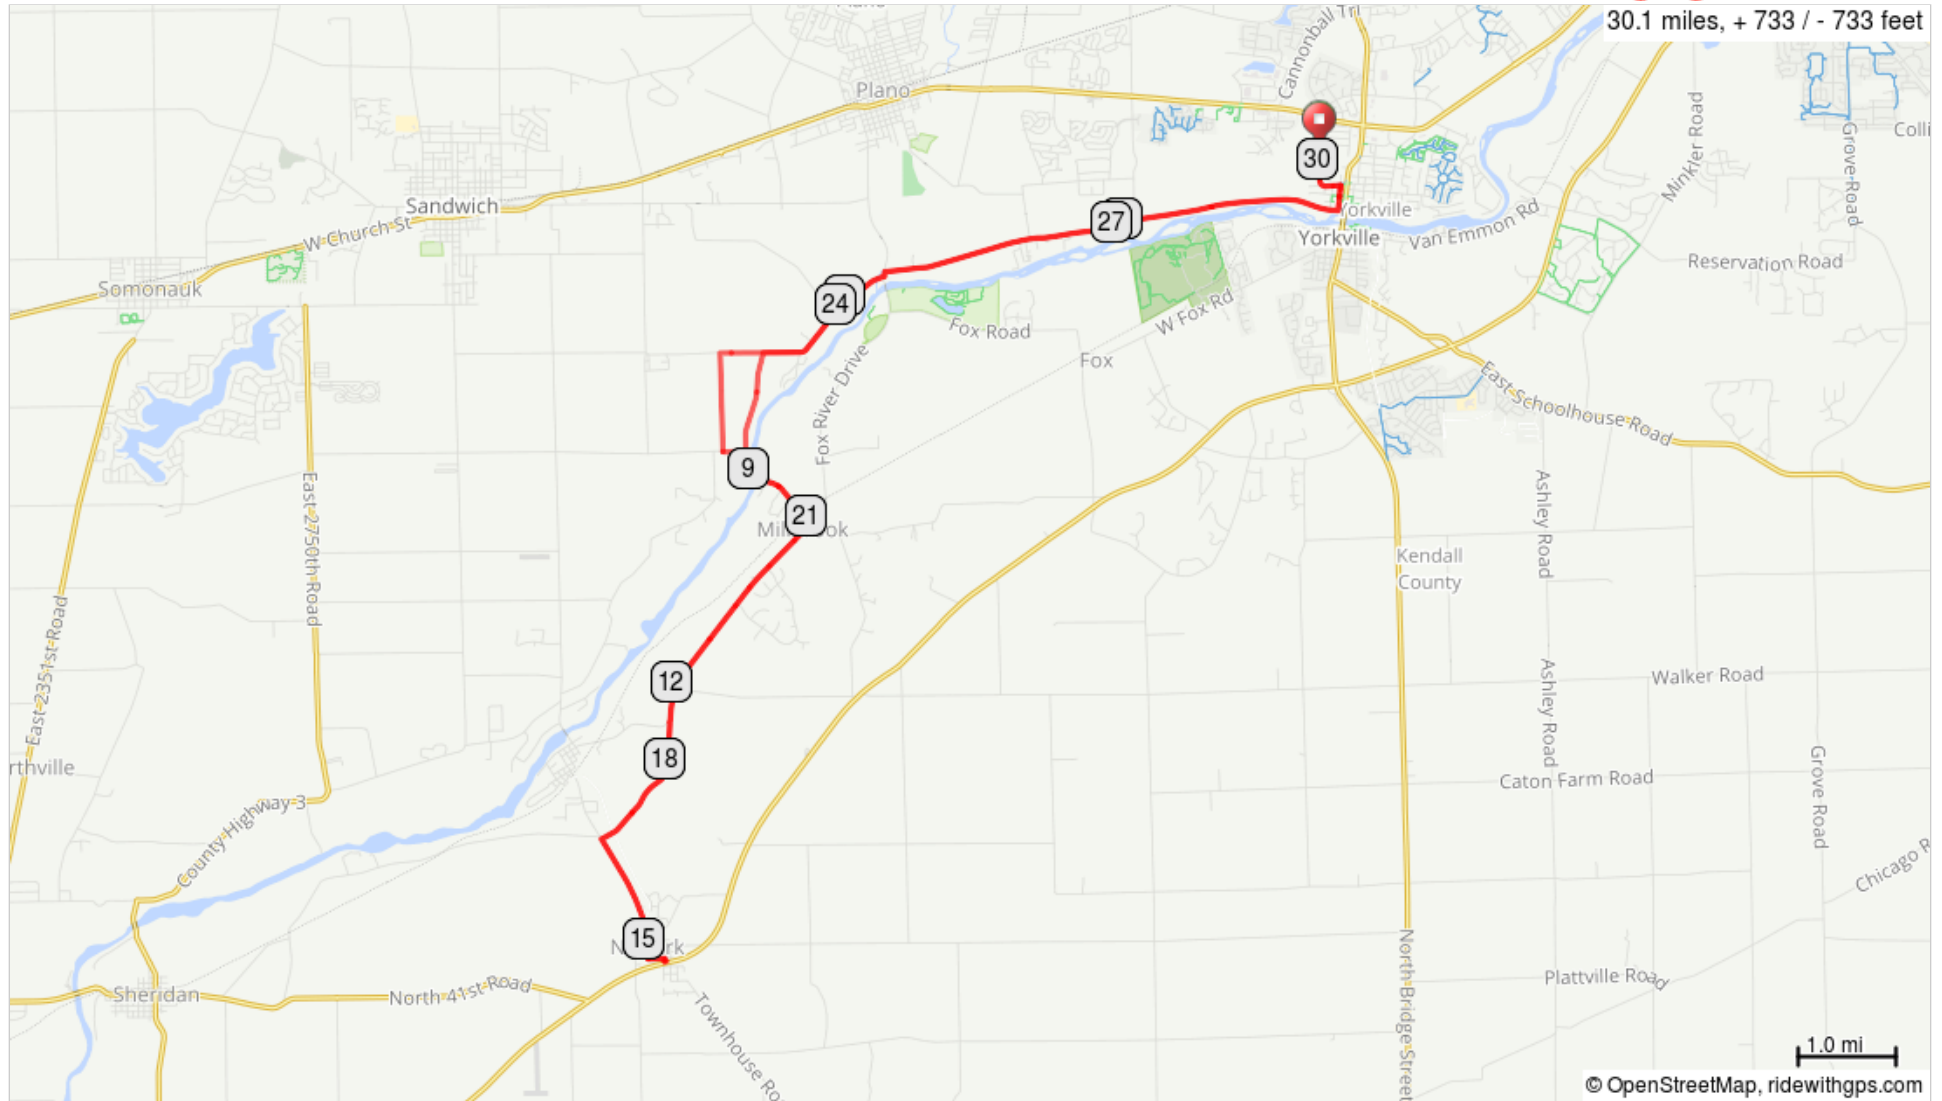 30.1 miles, + 733 / - 733 feet
Plano
Cannonball Trl
Minkler Road
Grove Road
30
Sandwich
W Church St
27
Yorkville
Yorkville
Van Emmon Rd
Reservation Road
Somonauk
24
Fox Road
W Fox Rd
Fox
Fox River Drive
East Schoolhouse Road
9
21
East 2750th Road
Ashley Road
Kendall
County
East 2351st Road
12
Walker Road
Ashley Road
18
Caton Farm Road
Grove Road
County Highway 3
Chicago R
15
North Bridge Street
Plattville Road
Sheridan
North 41st Road
Townhouse Roa
1.0 mi
© OpenStreetMap, ridewithgps.com